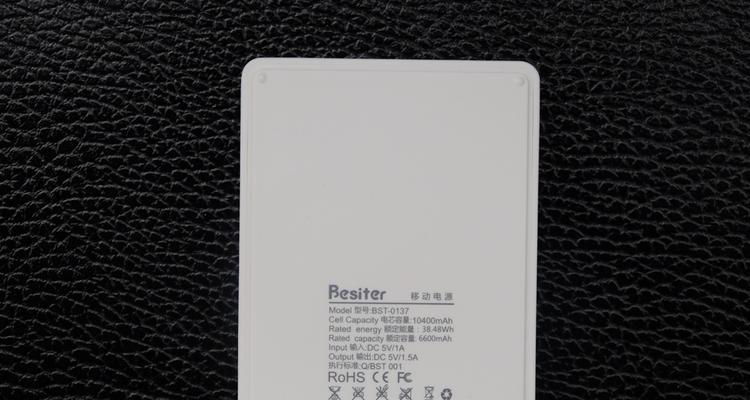 Besiter 移动电源
Model 型号:BST-0137
Cell Capacity 电芯容量:10400mAh
Rated energy 额定能量: 38.48Wh
Rated capacity 额定容量: 6600mAh
Input 输入:DC 5V/1A
Output 输出:DC 5V/1.5A
执行标准:Q/BST 001
RoHS CE FC